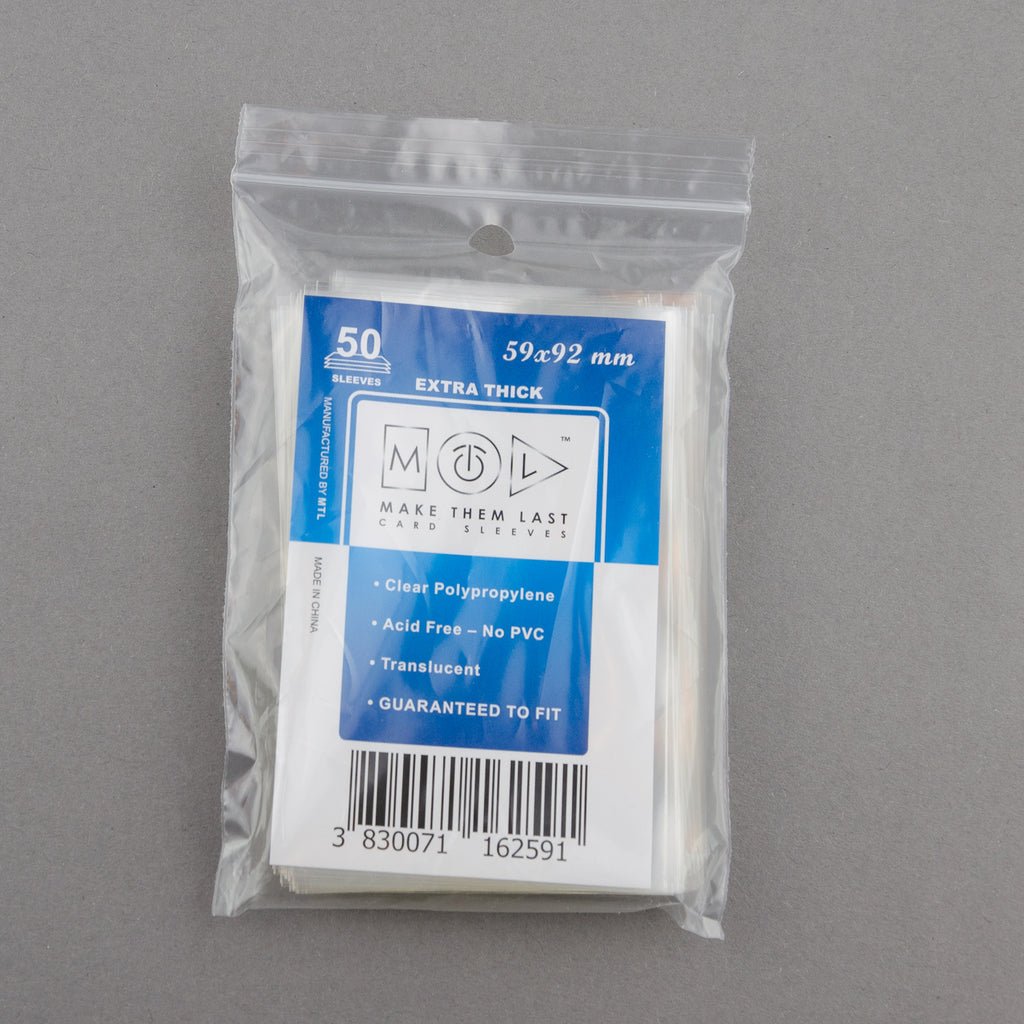 50
SLEEVES
59x92 mm
EXTRA THICK
MANUFACTURED BY MTL
MADE IN CHINA
M L ™
MAKE THEM LAST
CARD SLEEVES
• Clear Polypropylene
• Acid Free – No PVC
• Translucent
• GUARANTEED TO FIT
3 830071 162591